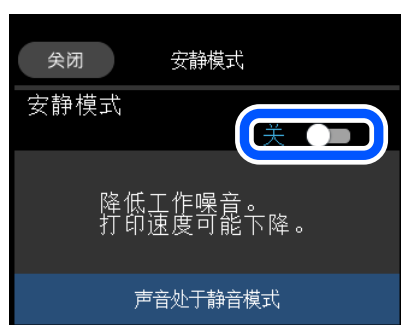 关闭 安静模式
安静模式
关
降低工作噪音。
打印速度可能下降。
声音处于静音模式